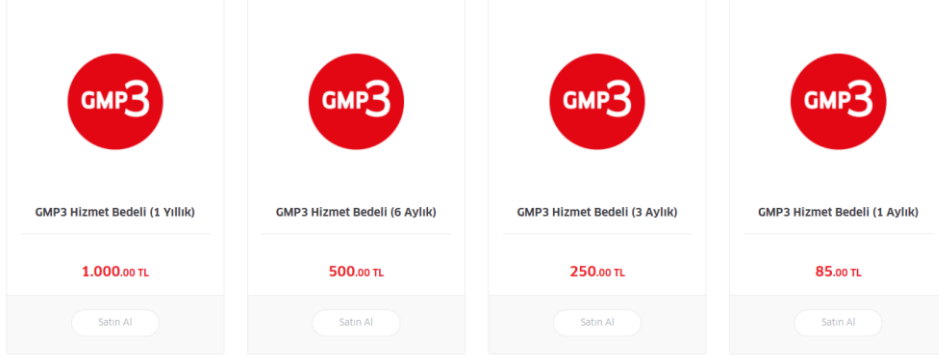 GMP3
GMP3 Hizmet Bedeli (1 Yıllık)
1.000.00 TL
Satın Al
GMP3
GMP3 Hizmet Bedeli (6 Aylık)
500.00 TL
Satın Al
GMP3
GMP3 Hizmet Bedeli (3 Aylık)
250.00 TL
Satın Al
GMP3
GMP3 Hizmet Bedeli (1 Aylık)
85.00 TL
Satın Al